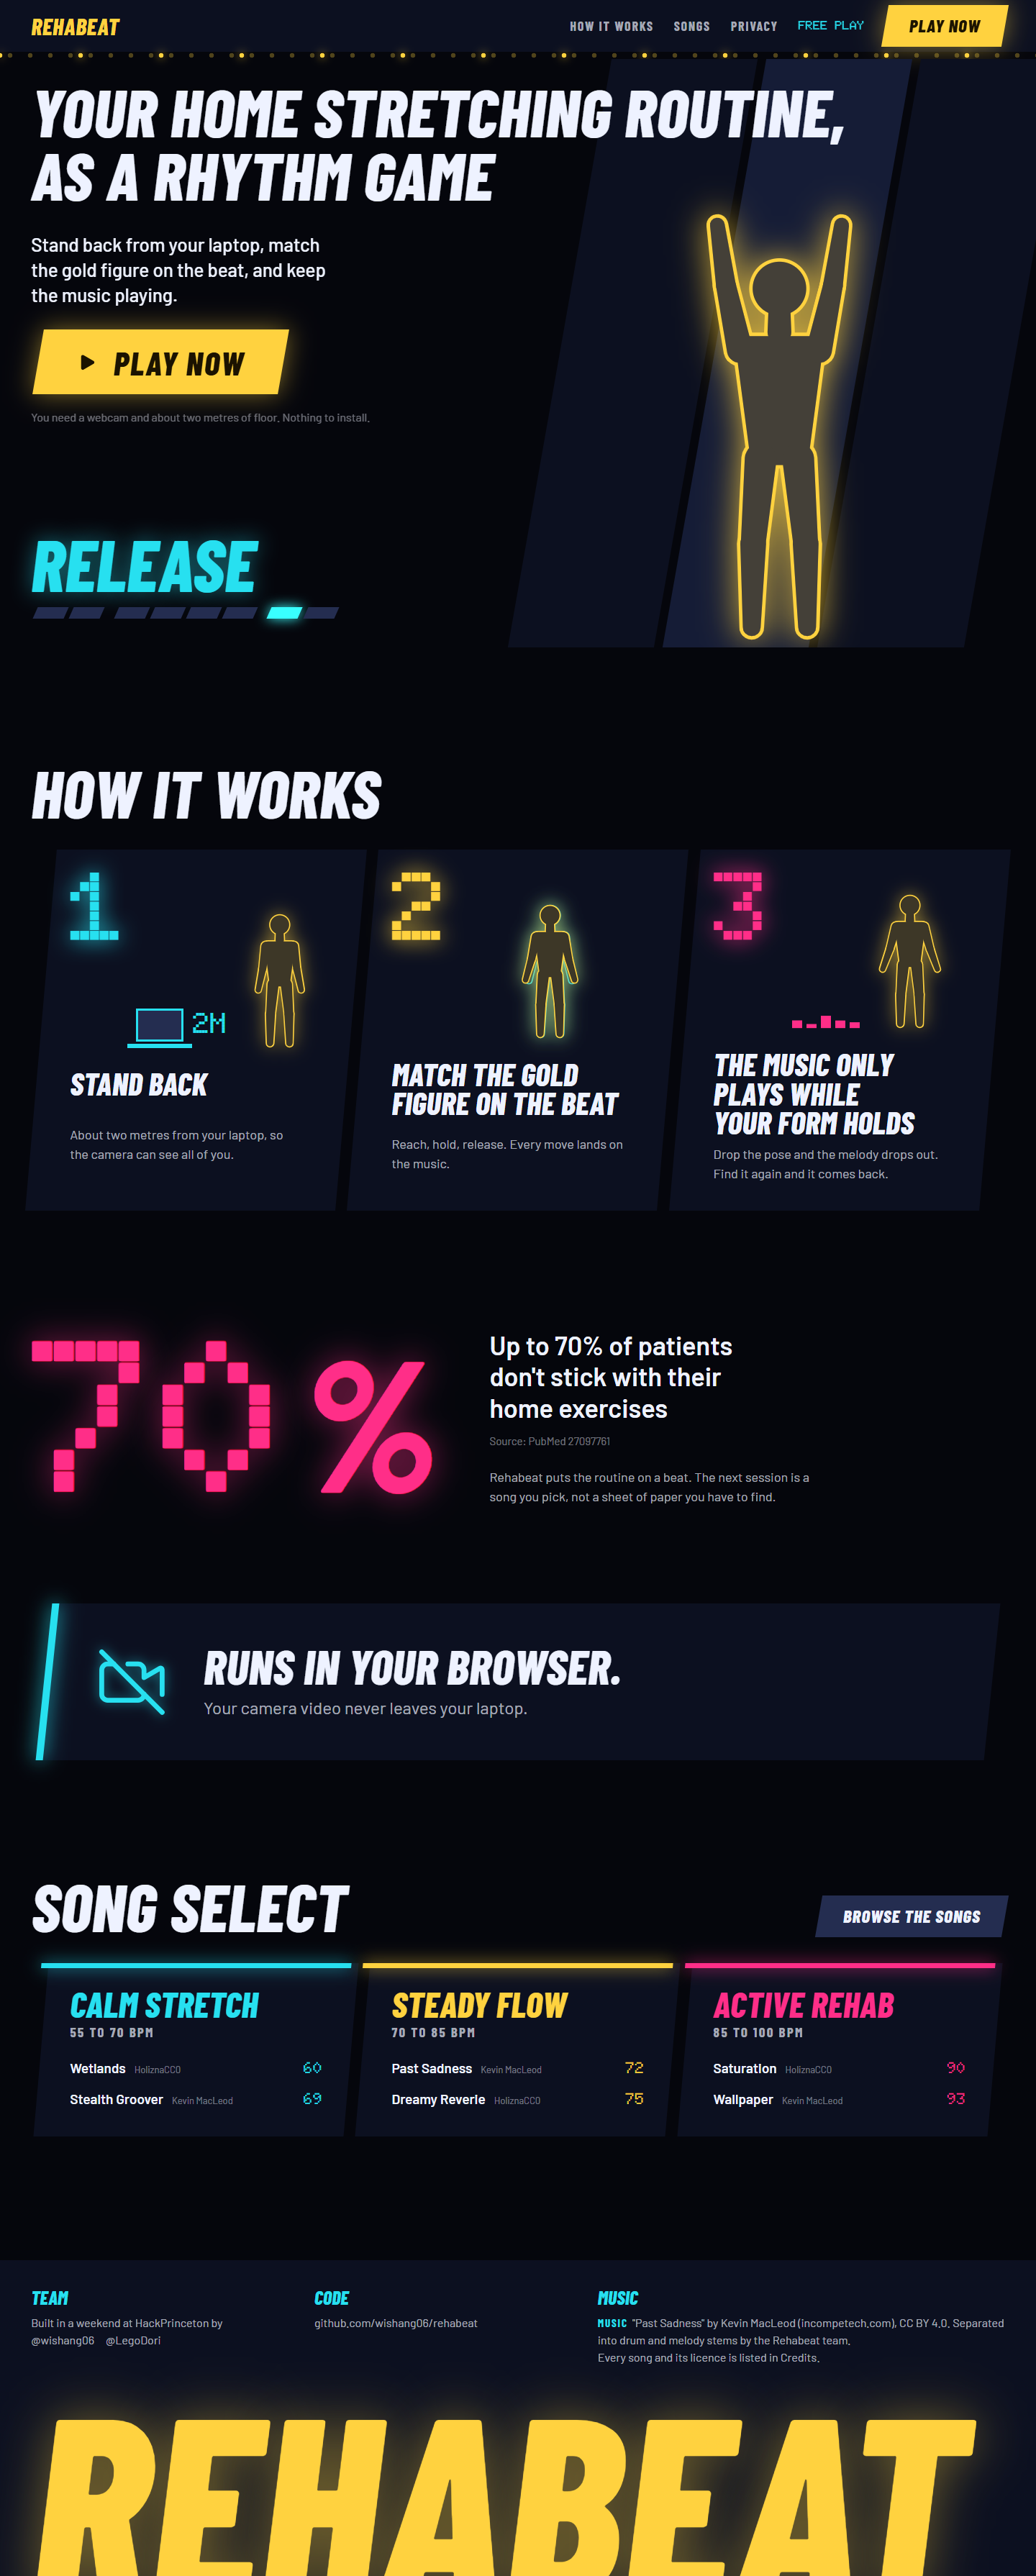 REHABEAT
HOW IT WORKS
SONGS
PRIVACY
FREE PLAY
PLAY NOW
YOUR HOME STRETCHING ROUTINE,
AS A RHYTHM GAME
Stand back from your laptop, match
the gold figure on the beat, and keep
the music playing.
PLAY NOW
You need a webcam and about two metres of floor. Nothing to install.
RELEASE
HOW IT WORKS
1
2M
STAND BACK
About two metres from your laptop, so
the camera can see all of you.
2
MATCH THE GOLD
FIGURE ON THE BEAT
Reach, hold, release. Every move lands on
the music.
3
THE MUSIC ONLY
PLAYS WHILE
YOUR FORM HOLDS
Drop the pose and the melody drops out.
Find it again and it comes back.
70%
Up to 70% of patients
don't stick with their
home exercises
Source: PubMed 27097761
Rehabeat puts the routine on a beat. The next session is a
song you pick, not a sheet of paper you have to find.
RUNS IN YOUR BROWSER.
Your camera video never leaves your laptop.
SONG SELECT
BROWSE THE SONGS
CALM STRETCH
55 TO 70 BPM
Wetlands HoliznaCC0 60
Stealth Groover Kevin MacLeod 69
STEADY FLOW
70 TO 85 BPM
Past Sadness Kevin MacLeod 72
Dreamy Reverie HoliznaCC0 75
ACTIVE REHAB
85 TO 100 BPM
Saturation HoliznaCC0 90
Wallpaper Kevin MacLeod 93
TEAM
Built in a weekend at HackPrinceton by
@wishang06 @LegoDori
CODE
github.com/wishang06/rehabeat
MUSIC
MUSIC "Past Sadness" by Kevin MacLeod (incompetech.com), CC BY 4.0. Separated
into drum and melody stems by the Rehabeat team.
Every song and its licence is listed in Credits.
REHABEAT